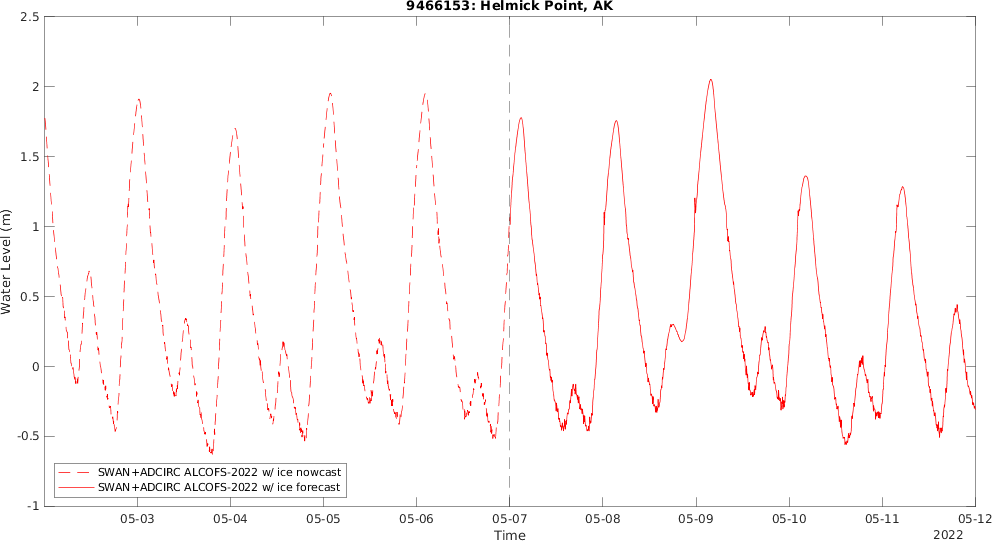 9466153: Helmick Point, AK
2.5
2
1.5
1
0.5
0
-0.5
-1
Water Level (m)
SWAN+ADCIRC ALCOFS-2022 w/ ice nowcast
SWAN+ADCIRC ALCOFS-2022 w/ ice forecast
05-03 05-04 05-05 05-06 05-07 05-08 05-09 05-10 05-11 05-12
Time
2022